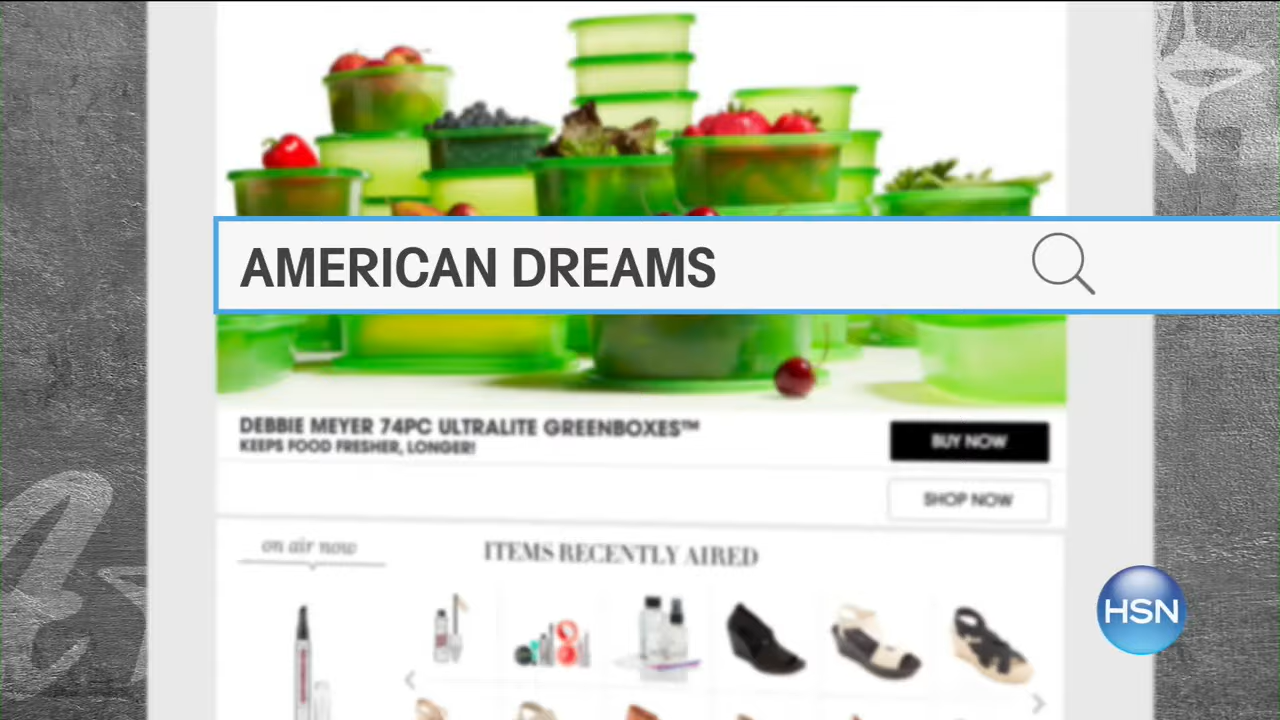 AMERICAN DREAMS
DEBBIE MEYER 74PC ULTRALITE GREENBOXES™
KEEPS FOOD FRESHER, LONGER!
BUY NOW
SHOP NOW
on air now
ITEMS RECENTLY AIRED
HSN